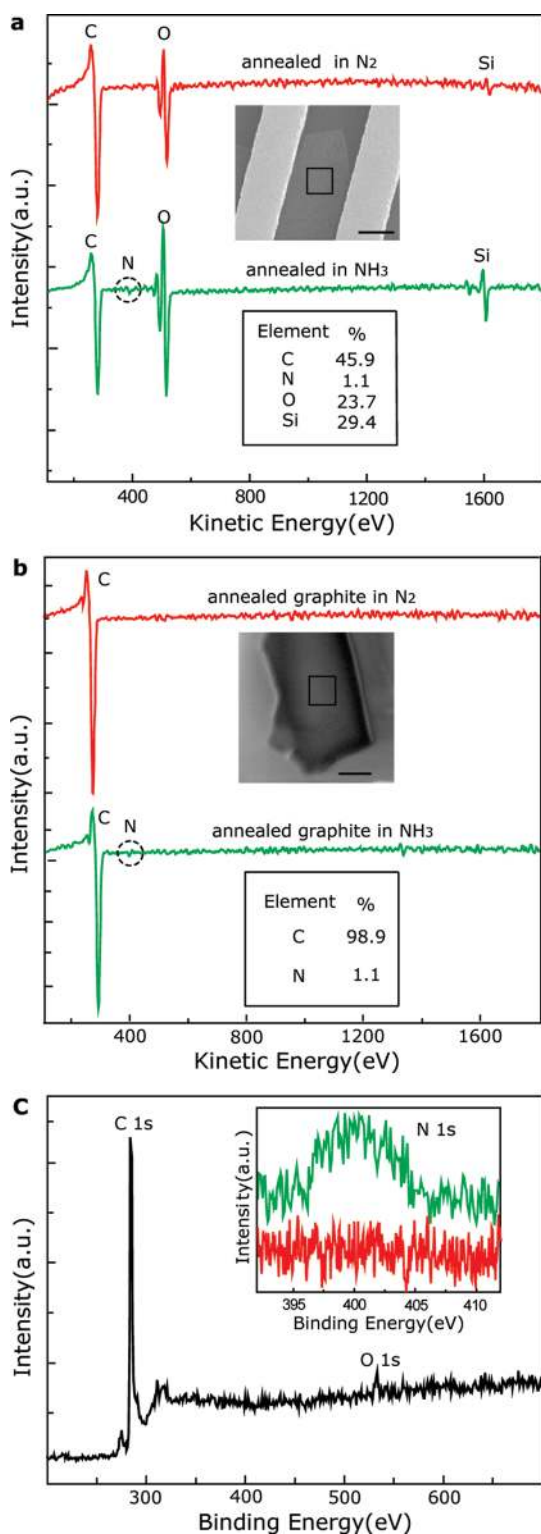 a
C
O
annealed in N2
Si
C
N
O
annealed in NH3
Si
Element %
C 45.9
N 1.1
O 23.7
Si 29.4
Intensity(a.u.)
400 800 1200 1600
Kinetic Energy(eV)
b
C
annealed graphite in N2
C
N
annealed graphite in NH3
Element %
C 98.9
N 1.1
Intensity(a.u.)
400 800 1200 1600
Kinetic Energy(eV)
C
C 1s
N 1s
Intensity(a.u.)
395 400 405 410
Binding Energy(eV)
O 1s
Intensity(a.u.)
300 400 500 600
Binding Energy(eV)